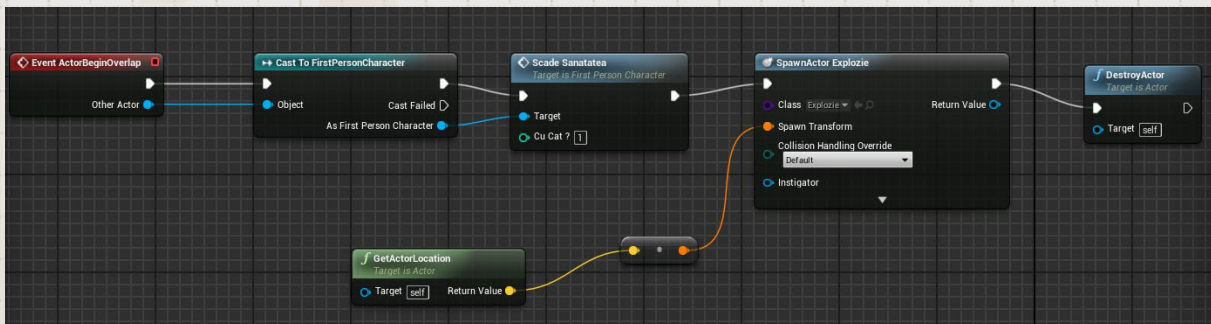 Event ActorBeginOverlap
Other Actor
Cast To FirstPersonCharacter
Object
Cast Failed
As First Person Character
Scade Sanatatea
Target is First Person Character
Target
Cu Cat ? 1
SpawnActor Explozie
Class Explozie
Return Value
Spawn Transform
Collision Handling Override
Default
Instigator
f DestroyActor
Target is Actor
Target self
f GetActorLocation
Target is Actor
Target self
Return Value